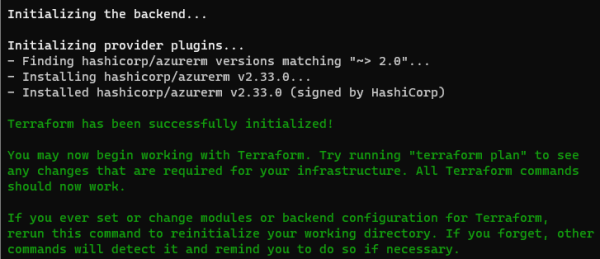 Initializing the backend...
Initializing provider plugins...
- Finding hashicorp/azurerm versions matching "~> 2.0"...
- Installing hashicorp/azurerm v2.33.0...
- Installed hashicorp/azurerm v2.33.0 (signed by HashiCorp)
Terraform has been successfully initialized!
You may now begin working with Terraform. Try running "terraform plan" to see
any changes that are required for your infrastructure. All Terraform commands
should now work.
If you ever set or change modules or backend configuration for Terraform,
rerun this command to reinitialize your working directory. If you forget, other
commands will detect it and remind you to do so if necessary.